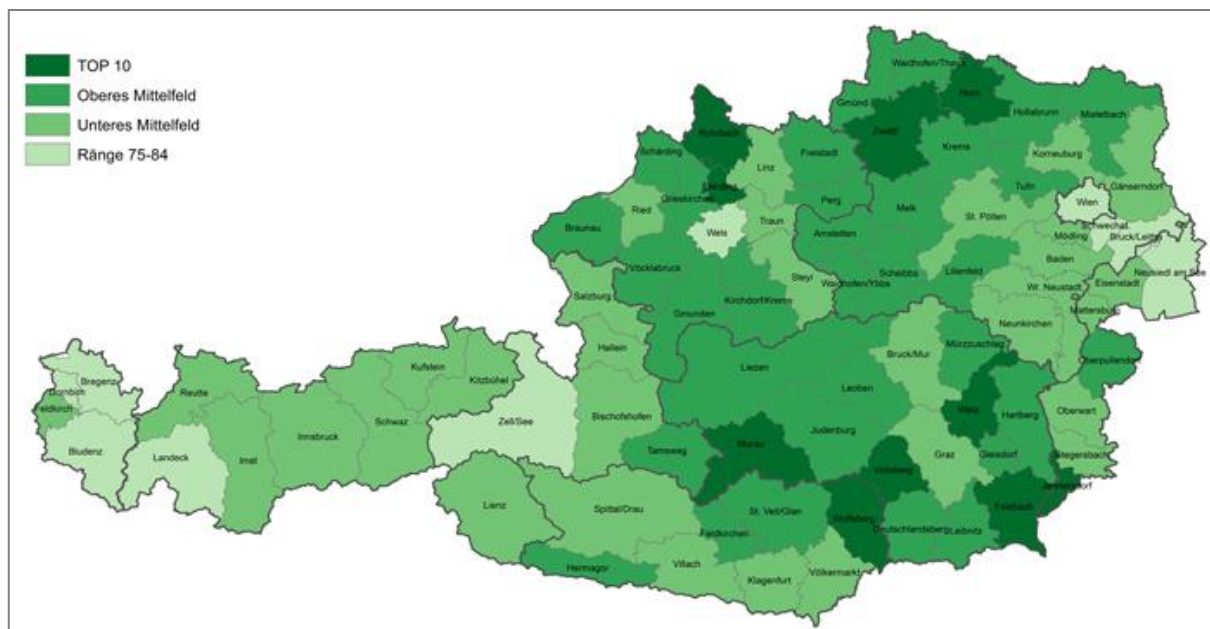 TOP 10
Oberes Mittelfeld
Unteres Mittelfeld
Ränge 75-84
Waidhofen/Thaya
Horn
Gmünd
Hollabrunn
Mistelbach
Zwettl
Rohrbach
Krems
Korneuburg
Schärding
Freistadt
Linz
Gänserndorf
Eferding
Tulln
Grieskirchen
Wien
Perg
Melk
Ried
St. Pölten
Traun
Schwechat
Braunau
Wels
Amstetten
Mödling
Bruck/Leitha
Baden
Vöcklabruck
Scheibbs
Lilienfeld
Neusiedl am See
Steyr
Waidhofen/Ybbs
Eisenstadt
Wr. Neustadt
Salzburg
Kirchdorf/Krems
Mattersburg
Gmunden
Neunkirchen
Hallein
Mürzzuschlag
Bruck/Mur
Oberpullendorf
Kufstein
Liezen
Bregenz
Kitzbühel
Dornbirn
Reutte
Leoben
Feldkirch
Weiz
Hartberg
Oberwart
Bischofshofen
Schwaz
Zell/See
Judenburg
Innsbruck
Murau
Bludenz
Landeck
Imst
Tamsweg
Graz
Gleisdorf
Stegersbach
Voitsberg
Jennersdorf
Lienz
Spittal/Drau
Feldbach
St. Veit/Glan
Wolfsberg
Deutschlandsberg
Leibnitz
Feldkirchen
Hermagor
Villach
Völkermarkt
Klagenfurt